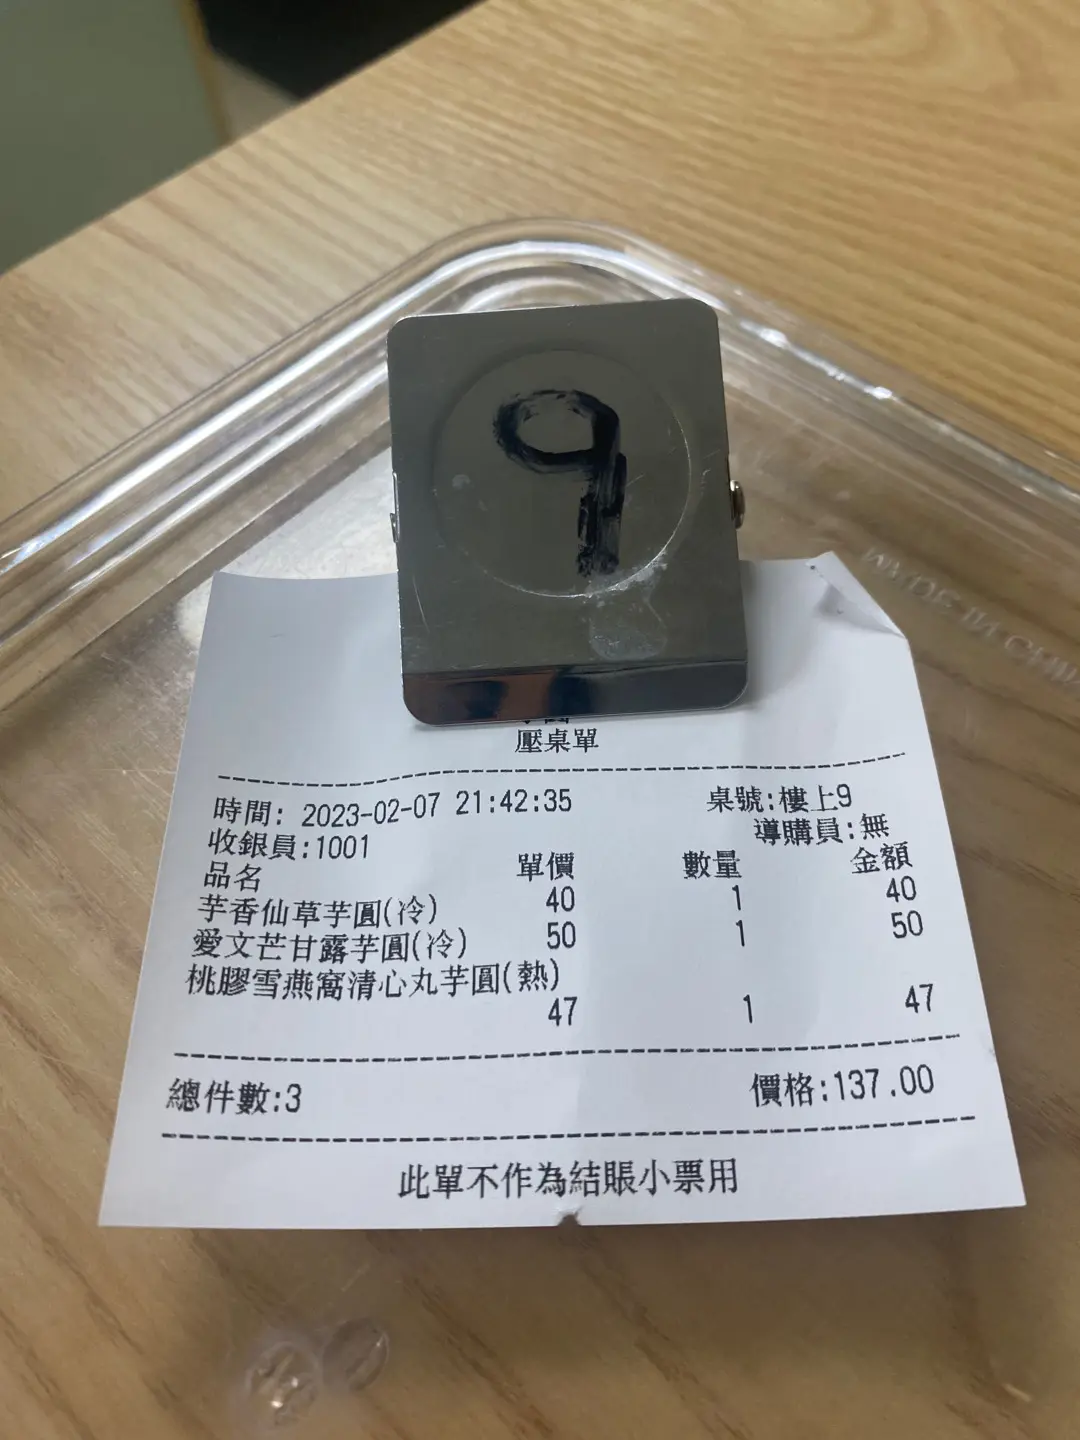 9
壓桌單
時間: 2023-02-07 21:42:35 桌號:樓上9
收銀員:1001 導購員:無
品名 單價 數量 金額
芋香仙草芋圓(冷) 40 1 40
愛文芒甘露芋圓(冷) 50 1 50
桃膠雪燕窩清心丸芋圓(熱)
47 1 47
總件數:3 價格:137.00
此單不作為結賬小票用
MADE IN CHINA